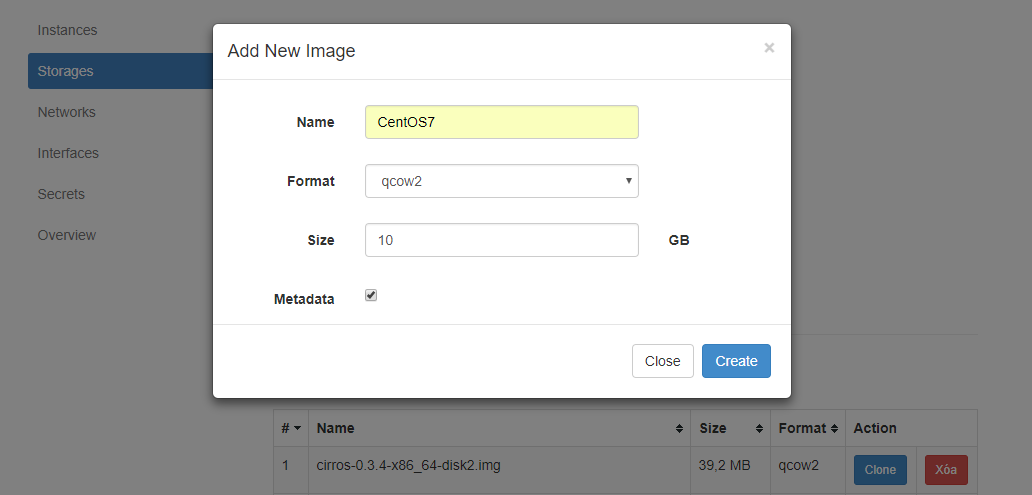 Instances
Storages
Networks
Interfaces
Secrets
Overview
Add New Image ×
Name CentOS7
Format qcow2
Size 10 GB
Metadata
Close Create
# Name Size Format Action
1 cirros-0.3.4-x86_64-disk2.img 39,2 MB qcow2 Clone Xóa